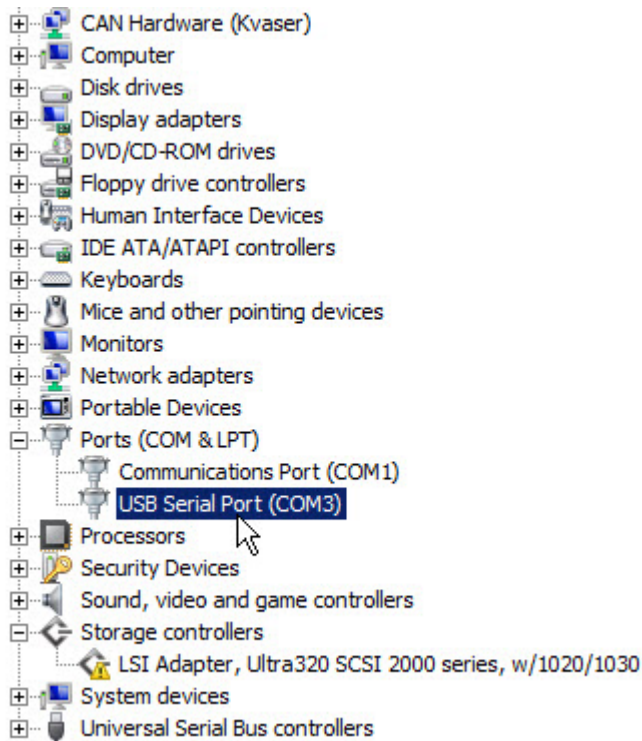 CAN Hardware (Kvaser)
Computer
Disk drives
Display adapters
DVD/CD-ROM drives
Floppy drive controllers
Human Interface Devices
IDE ATA/ATAPI controllers
Keyboards
Mice and other pointing devices
Monitors
Network adapters
Portable Devices
Ports (COM & LPT)
Communications Port (COM1)
USB Serial Port (COM3)
Processors
Security Devices
Sound, video and game controllers
Storage controllers
LSI Adapter, Ultra320 SCSI 2000 series, w/1020/1030
System devices
Universal Serial Bus controllers